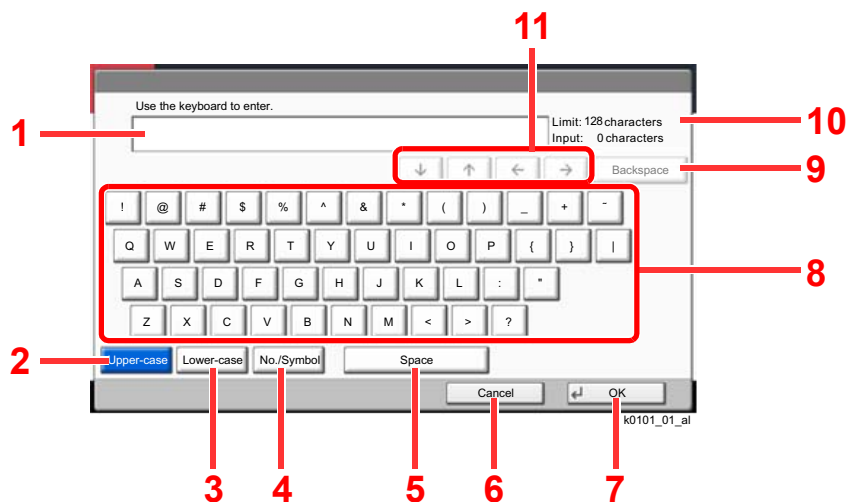 11
Use the keyboard to enter.
1
Limit: 128 characters
10
Input: 0 characters
↓ ↑ ← → Backspace
9
! @ # $ % ^ & * ( ) _ + ~
Q W E R T Y U I O P { } |
8
A S D F G H J K L : "
Z X C V B N M < > ?
2
Upper-case Lower-case No./Symbol Space
Cancel ↵ OK
k0101_01_al
3 4 5 6 7